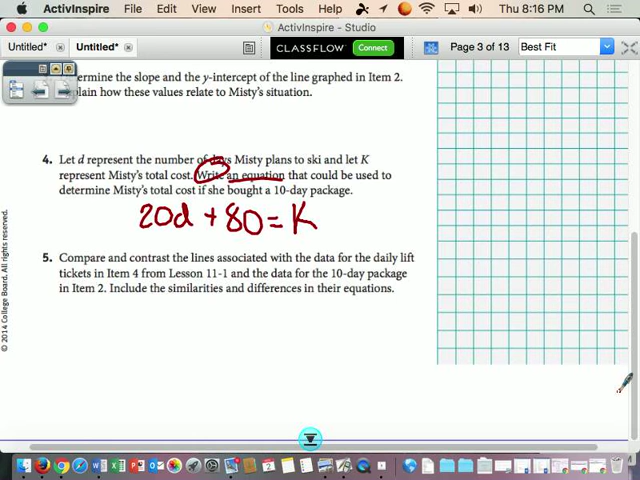 ActivInspire File Edit View Insert Tools Help Thu 8:16 PM
ActivInspire - Studio
Untitled* Untitled* CLASSFLOW Connect Page 3 of 13 Best Fit
ermine the slope and the y-intercept of the line graphed in Item 2.
plain how these values relate to Misty's situation.
4. Let d represent the number of days Misty plans to ski and let K
represent Misty's total cost. Write an equation that could be used to
determine Misty's total cost if she bought a 10-day package.
20d + 80 = K
5. Compare and contrast the lines associated with the data for the daily lift
tickets in Item 4 from Lesson 11-1 and the data for the 10-day package
in Item 2. Include the similarities and differences in their equations.
© 2014 College Board. All rights reserved.